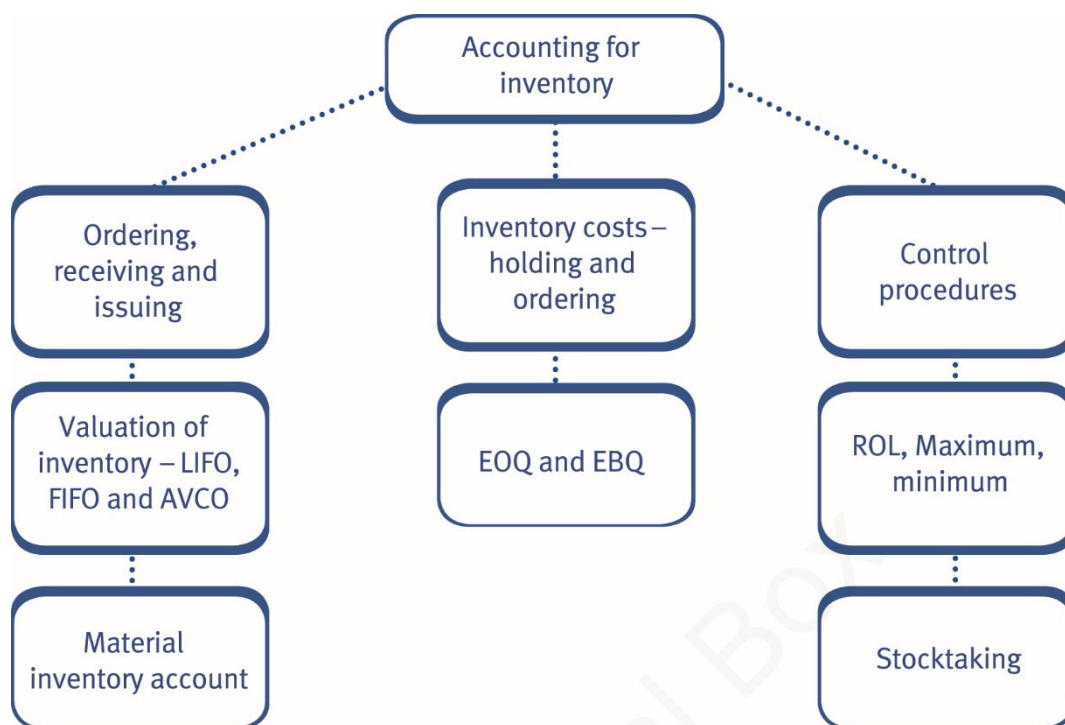 Accounting for
inventory
Ordering,
receiving and
issuing
Inventory costs –
holding and
ordering
Control
procedures
Valuation of
inventory – LIFO,
FIFO and AVCO
EOQ and EBQ
ROL, Maximum,
minimum
Material
inventory account
Stocktaking
Box